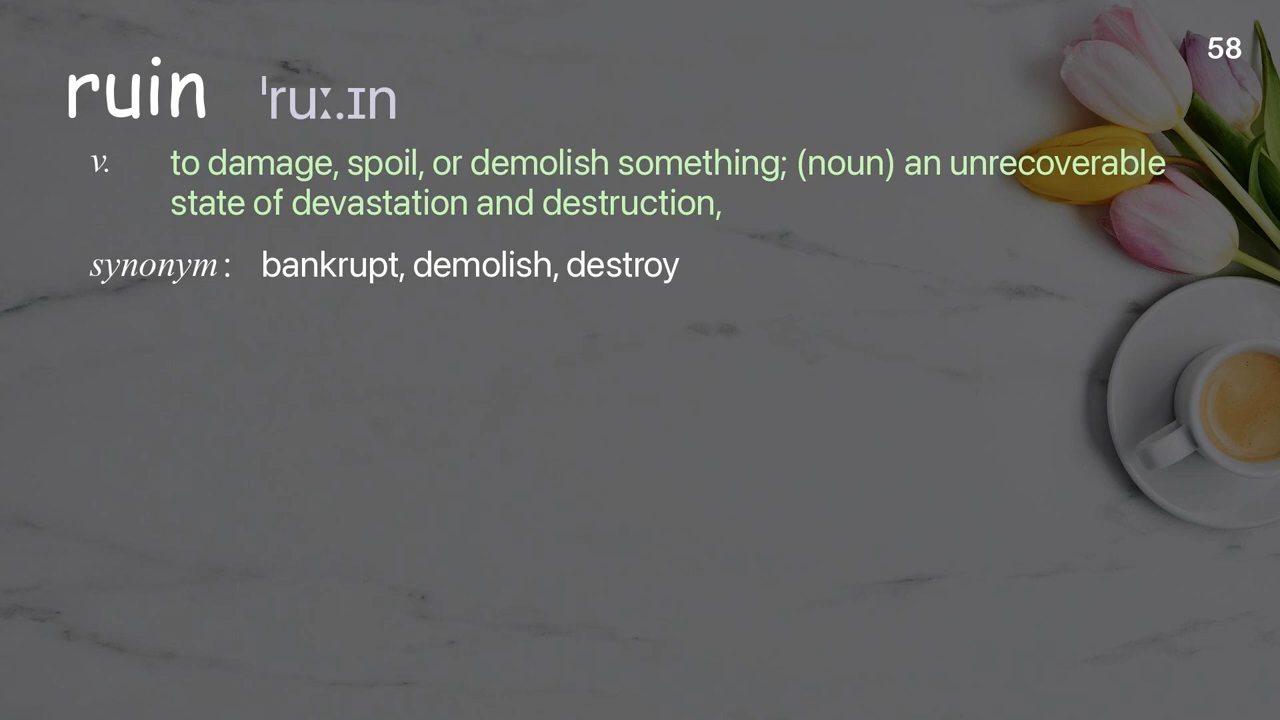 58
ruin ˈruː.ɪn
v. to damage, spoil, or demolish something; (noun) an unrecoverable
state of devastation and destruction,
synonym : bankrupt, demolish, destroy